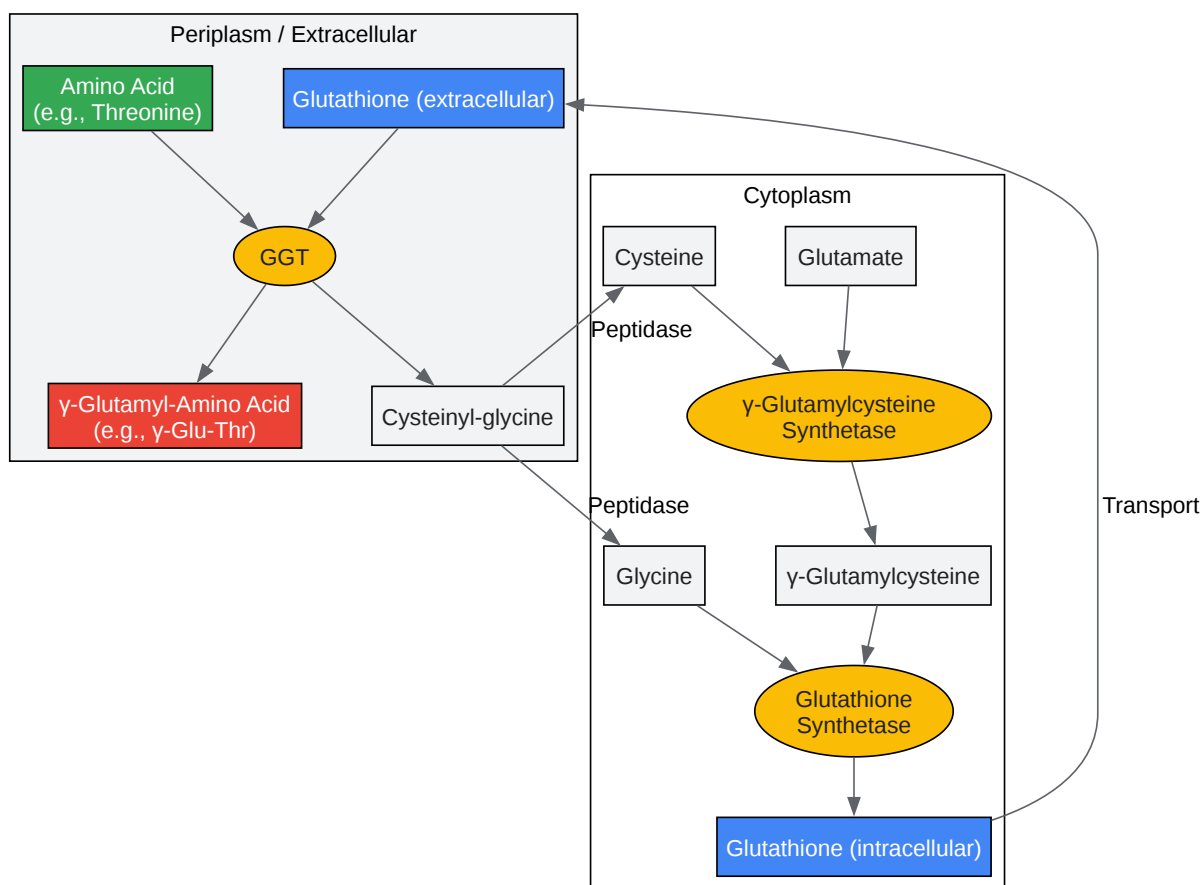 Periplasm / Extracellular
Amino Acid
(e.g., Threonine)
Glutathione (extracellular)
GGT
γ-Glutamyl-Amino Acid
(e.g., γ-Glu-Thr)
Cysteinyl-glycine
Cytoplasm
Cysteine
Glutamate
Peptidase
γ-Glutamylcysteine
Synthetase
Peptidase
Transport
Glycine
γ-Glutamylcysteine
Glutathione
Synthetase
Glutathione (intracellular)